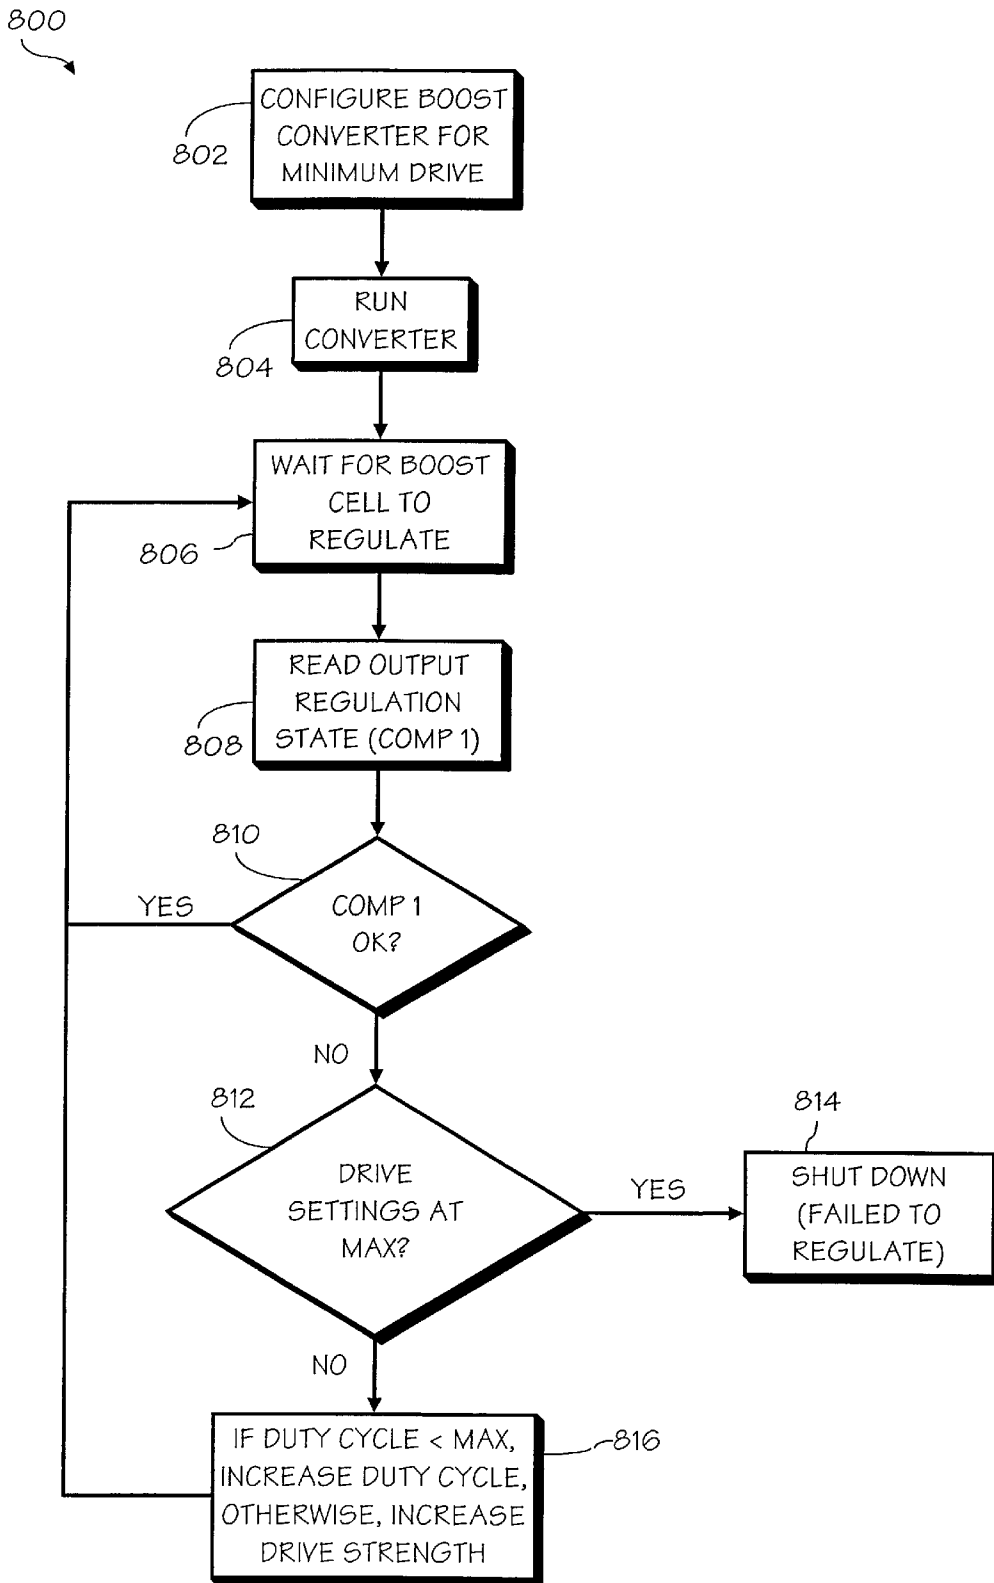 800
CONFIGURE BOOST
CONVERTER FOR
MINIMUM DRIVE
802
RUN
CONVERTER
804
WAIT FOR BOOST
CELL TO
REGULATE
806
READ OUTPUT
REGULATION
STATE (COMP 1)
808
810
YES
COMP 1
OK?
NO
812
DRIVE
SETTINGS AT
MAX?
YES
814
SHUT DOWN
(FAILED TO
REGULATE)
NO
IF DUTY CYCLE < MAX,
INCREASE DUTY CYCLE,
OTHERWISE, INCREASE
DRIVE STRENGTH
816